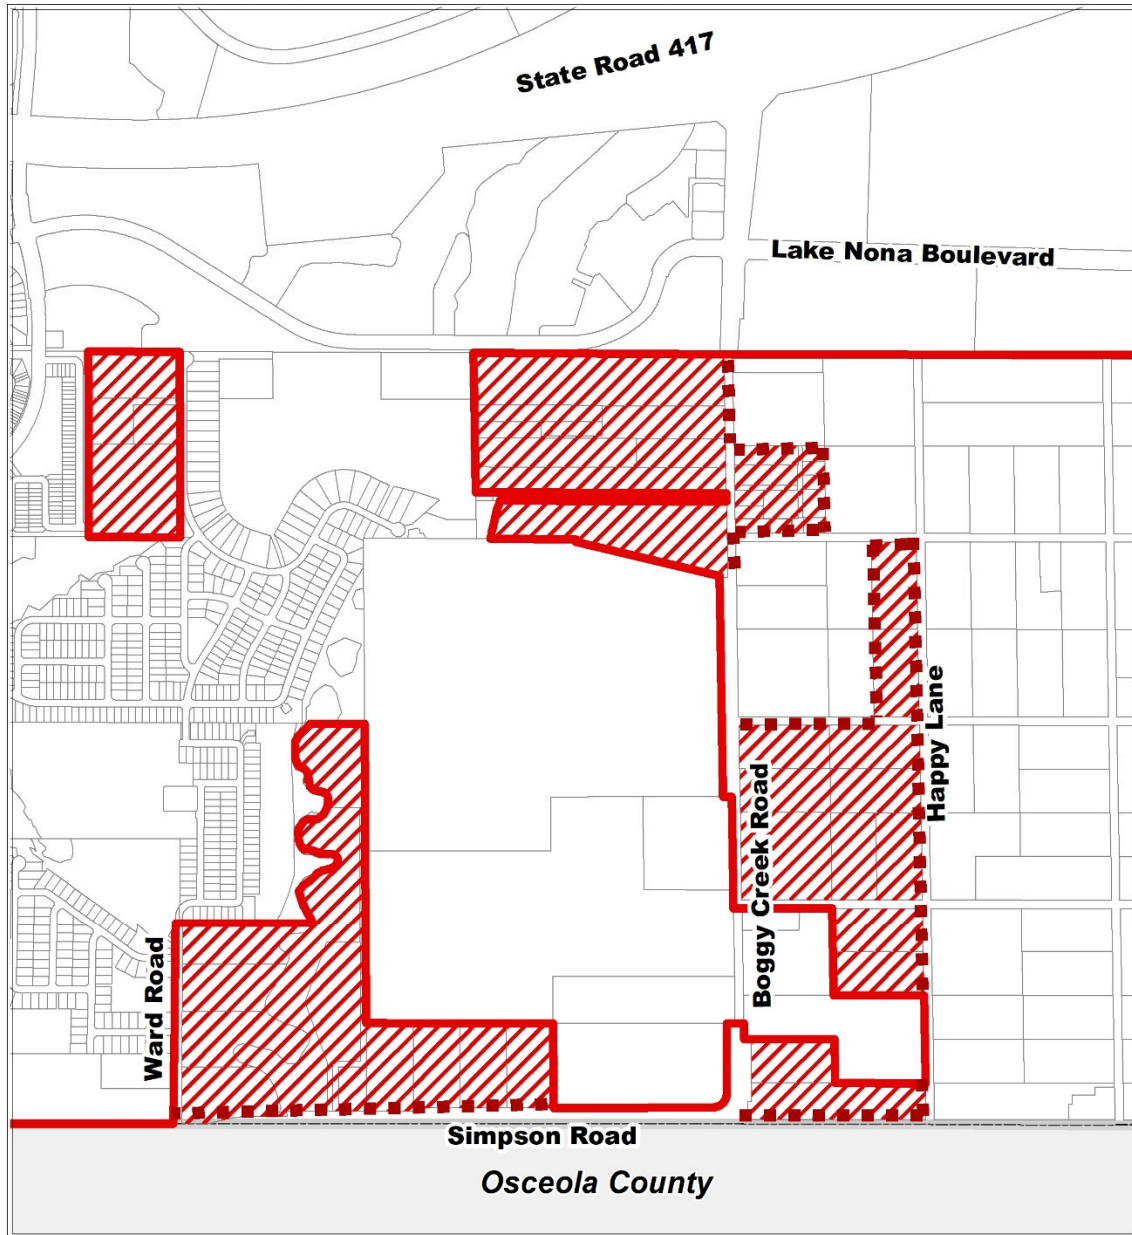 State Road 417
Lake Nona Boulevard
Happy Lane
Boggy Creek Road
Ward Road
Simpson Road
Osceola County